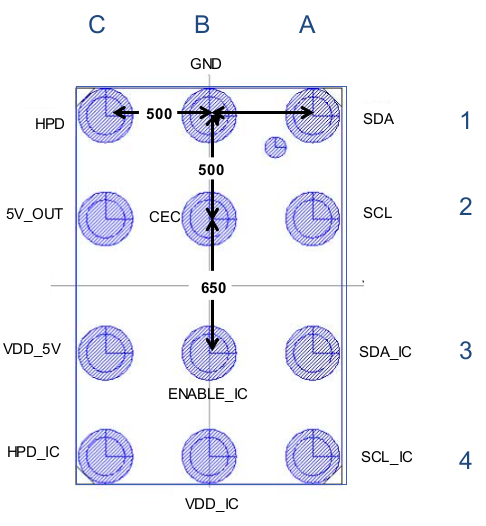 C B A
GND
HPD 500 SDA 1
500
5V_OUT CEC SCL 2
650
VDD_5V SDA_IC 3
ENABLE_IC
HPD_IC SCL_IC 4
VDD_IC